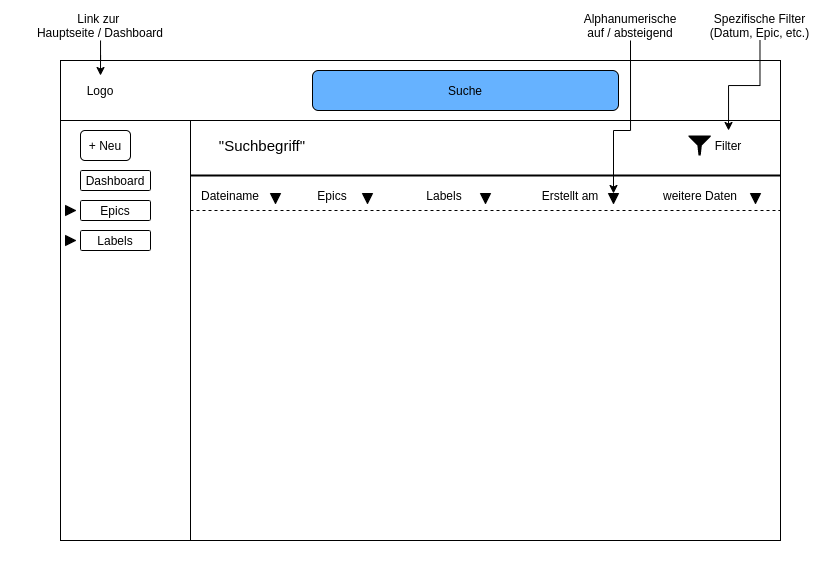 Link zur
Hauptseite / Dashboard
Alphanumerische
auf / absteigend
Spezifische Filter
(Datum, Epic, etc.)
Logo
Suche
+ Neu
"Suchbegriff"
Filter
Dashboard
Dateiname
Epics
Labels
Erstellt am
weitere Daten
Epics
Labels